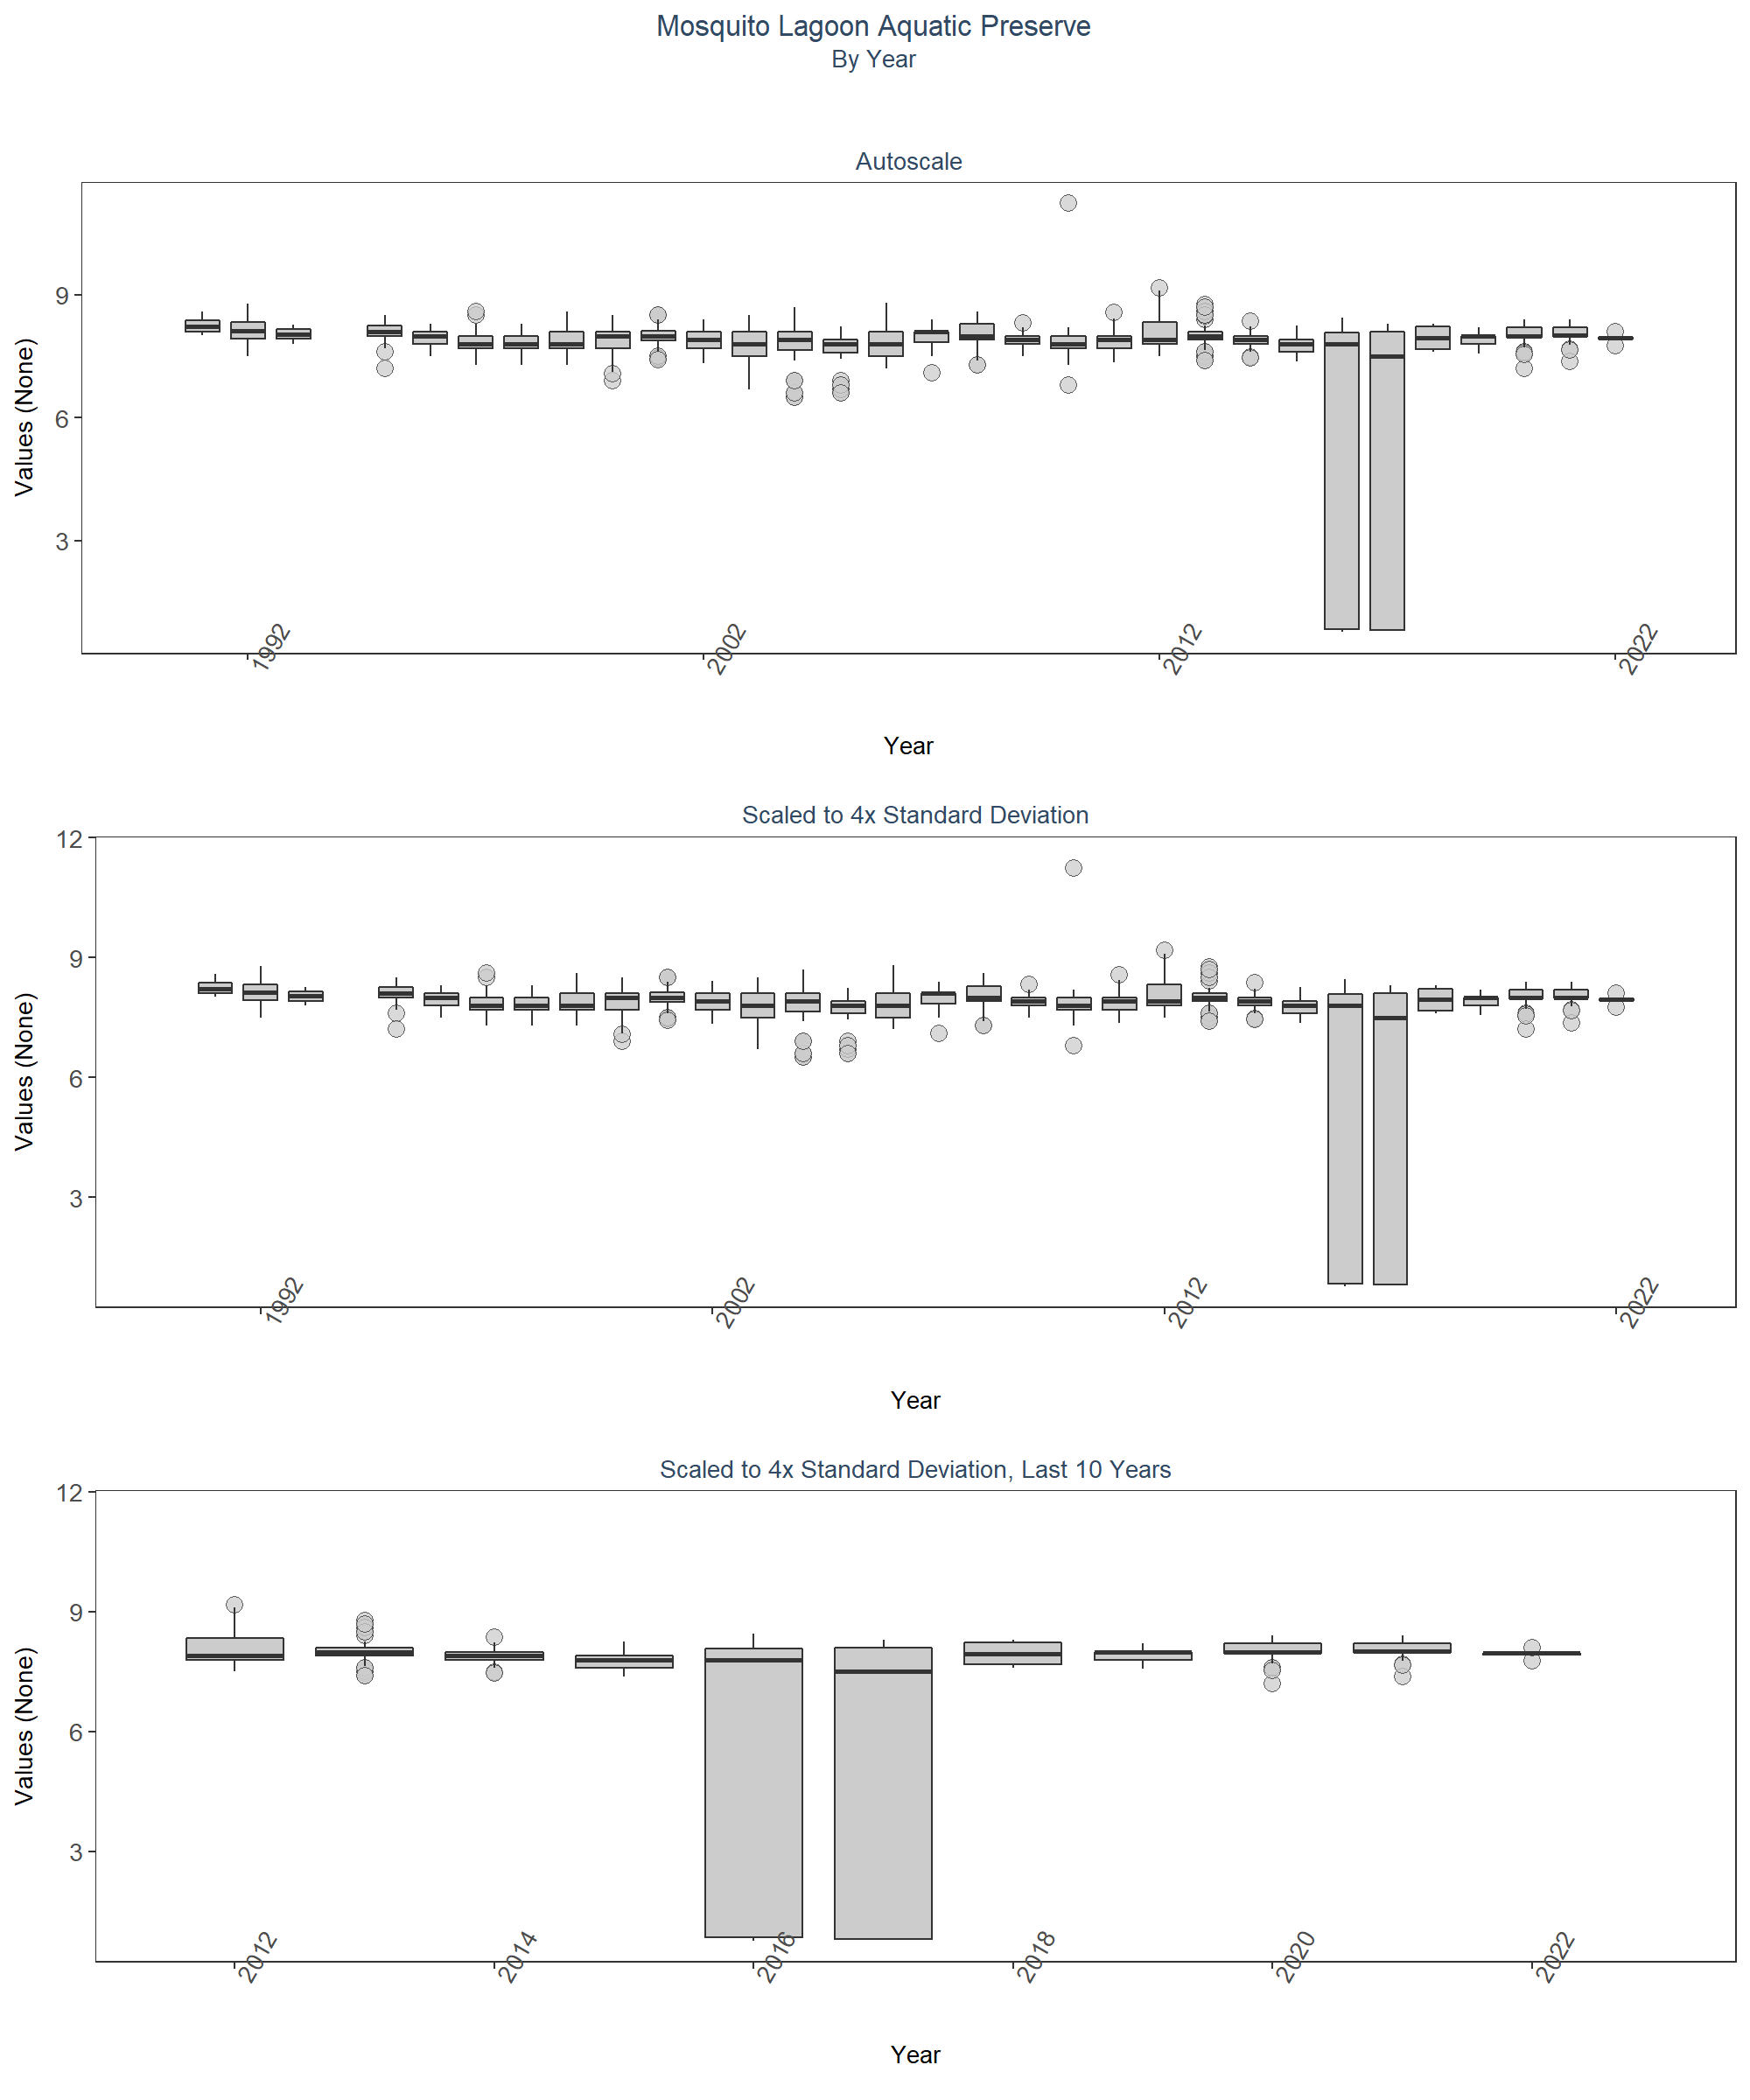 Mosquito Lagoon Aquatic Preserve
By Year
Autoscale
Values (None)
9
6
3
1992
2002
2012
2022
Year
Scaled to 4x Standard Deviation
Values (None)
12
9
6
3
1992
2002
2012
2022
Year
Scaled to 4x Standard Deviation, Last 10 Years
Values (None)
12
9
6
3
2012
2014
2016
2018
2020
2022
Year